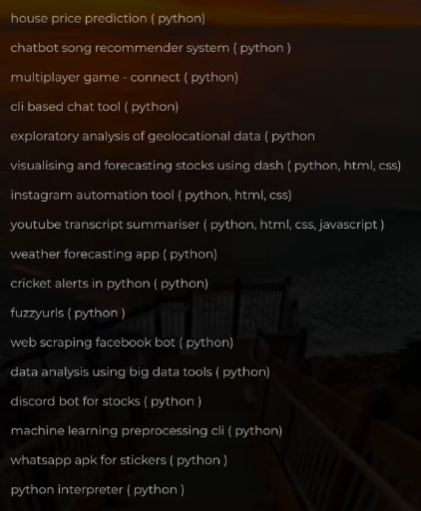 house price prediction ( python)
chatbot song recommender system ( python )
multiplayer game - connect ( python)
cli based chat tool ( python)
exploratory analysis of geolocational data ( python
visualising and forecasting stocks using dash ( python, html, css)
instagram automation tool ( python, html, css)
youtube transcript summariser ( python, html, css, javascript )
weather forecasting app ( python)
cricket alerts in python ( python)
fuzzyurls ( python )
web scraping facebook bot ( python)
data analysis using big data tools ( python)
discord bot for stocks ( python )
machine learning preprocessing cli ( python)
whatsapp apk for stickers ( python )
python interpreter ( python )